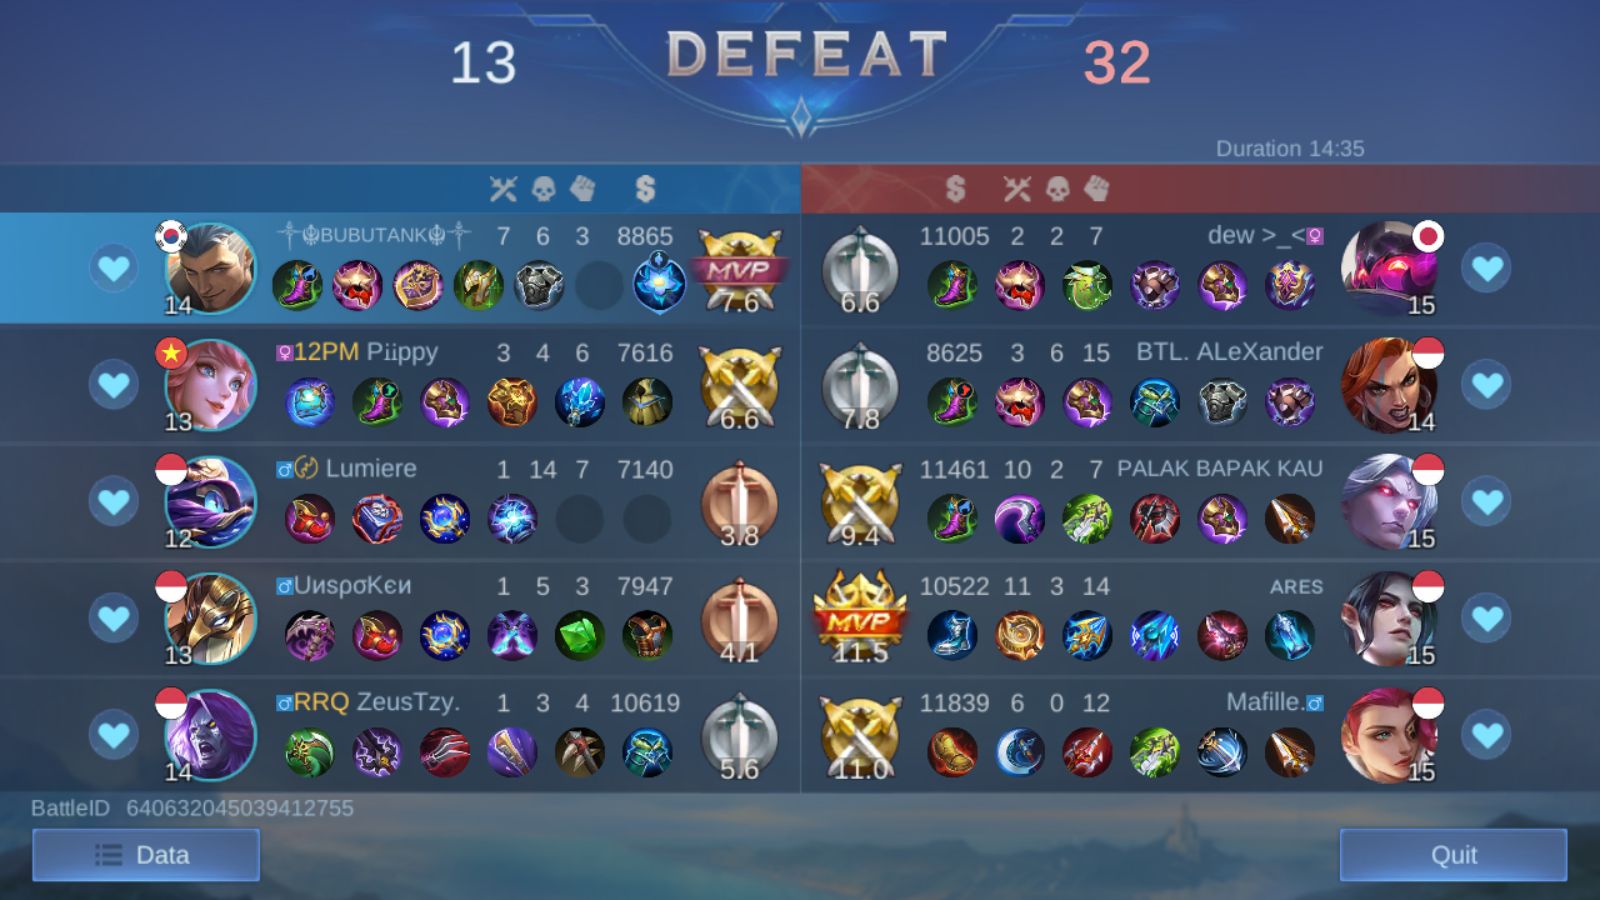 13 DEFEAT 32
Duration 14:35
BUBUTANK 7 6 3 8865
14 MVP 7.6
11005 2 2 7 dew >_<
6.6 15
12PM Piippy 3 4 6 7616
13 6.6
8625 3 6 15 BTL. ALeXander
7.8 14
Lumiere 1 14 7 7140
12 3.8
11461 10 2 7 PALAK BAPAK KAU
9.4 15
UиѕρσKєи 1 5 3 7947
13 4.1
10522 11 3 14 ARES
MVP 11.5 15
RRQ ZeusTzy. 1 3 4 10619
14 5.6
11839 6 0 12 Mafille.
11.0 15
BattleID 640632045039412755
Data
Quit